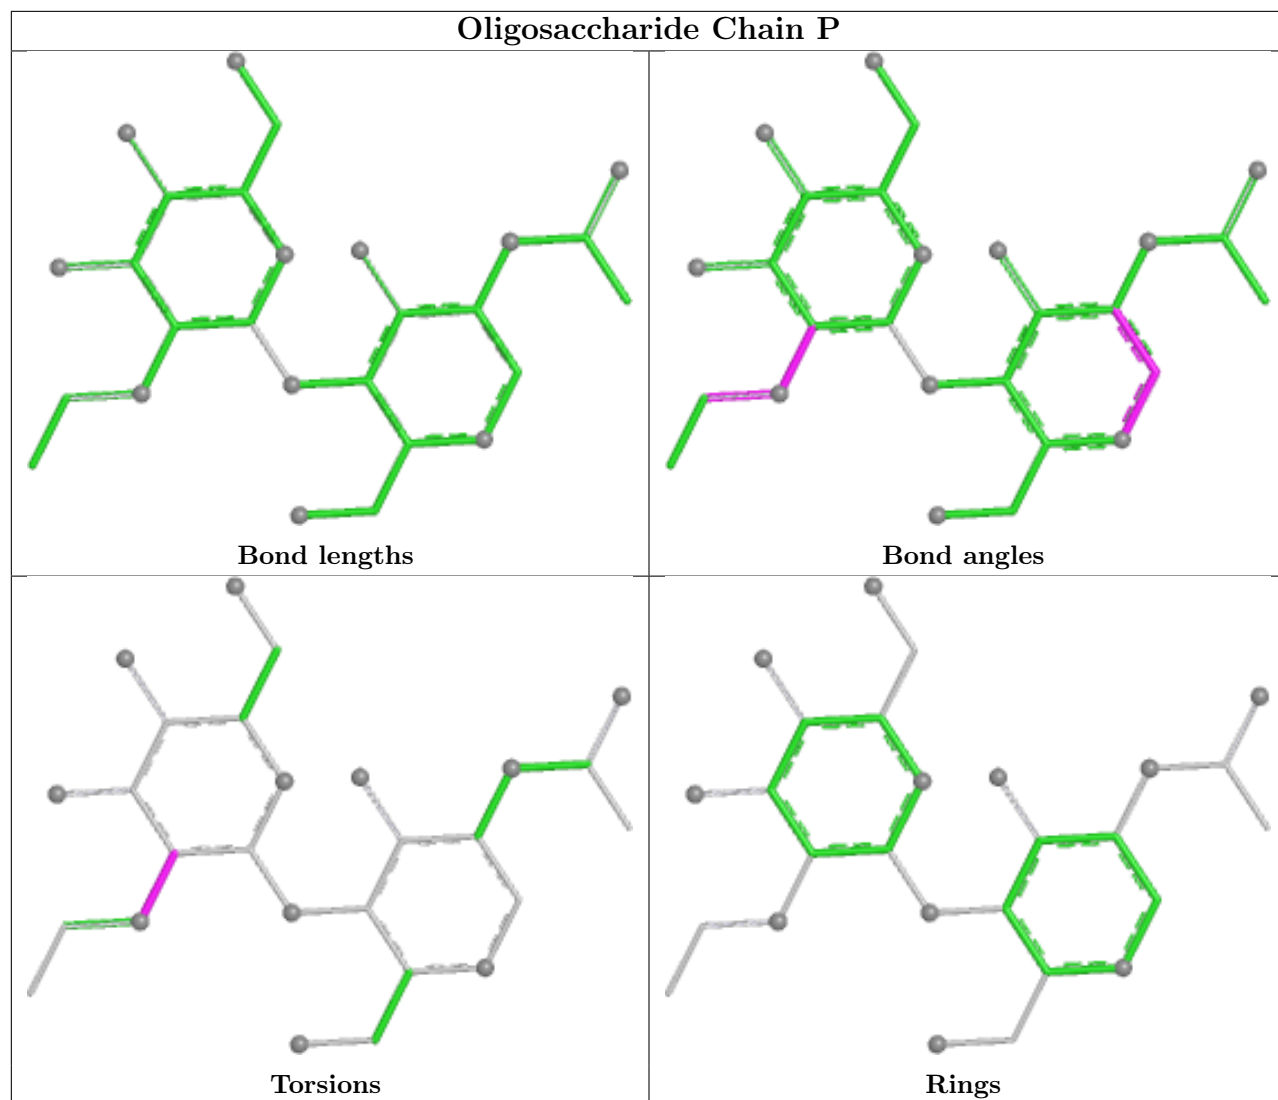 Oligosaccharide Chain P
Bond lengths
Bond angles
Torsions
Rings